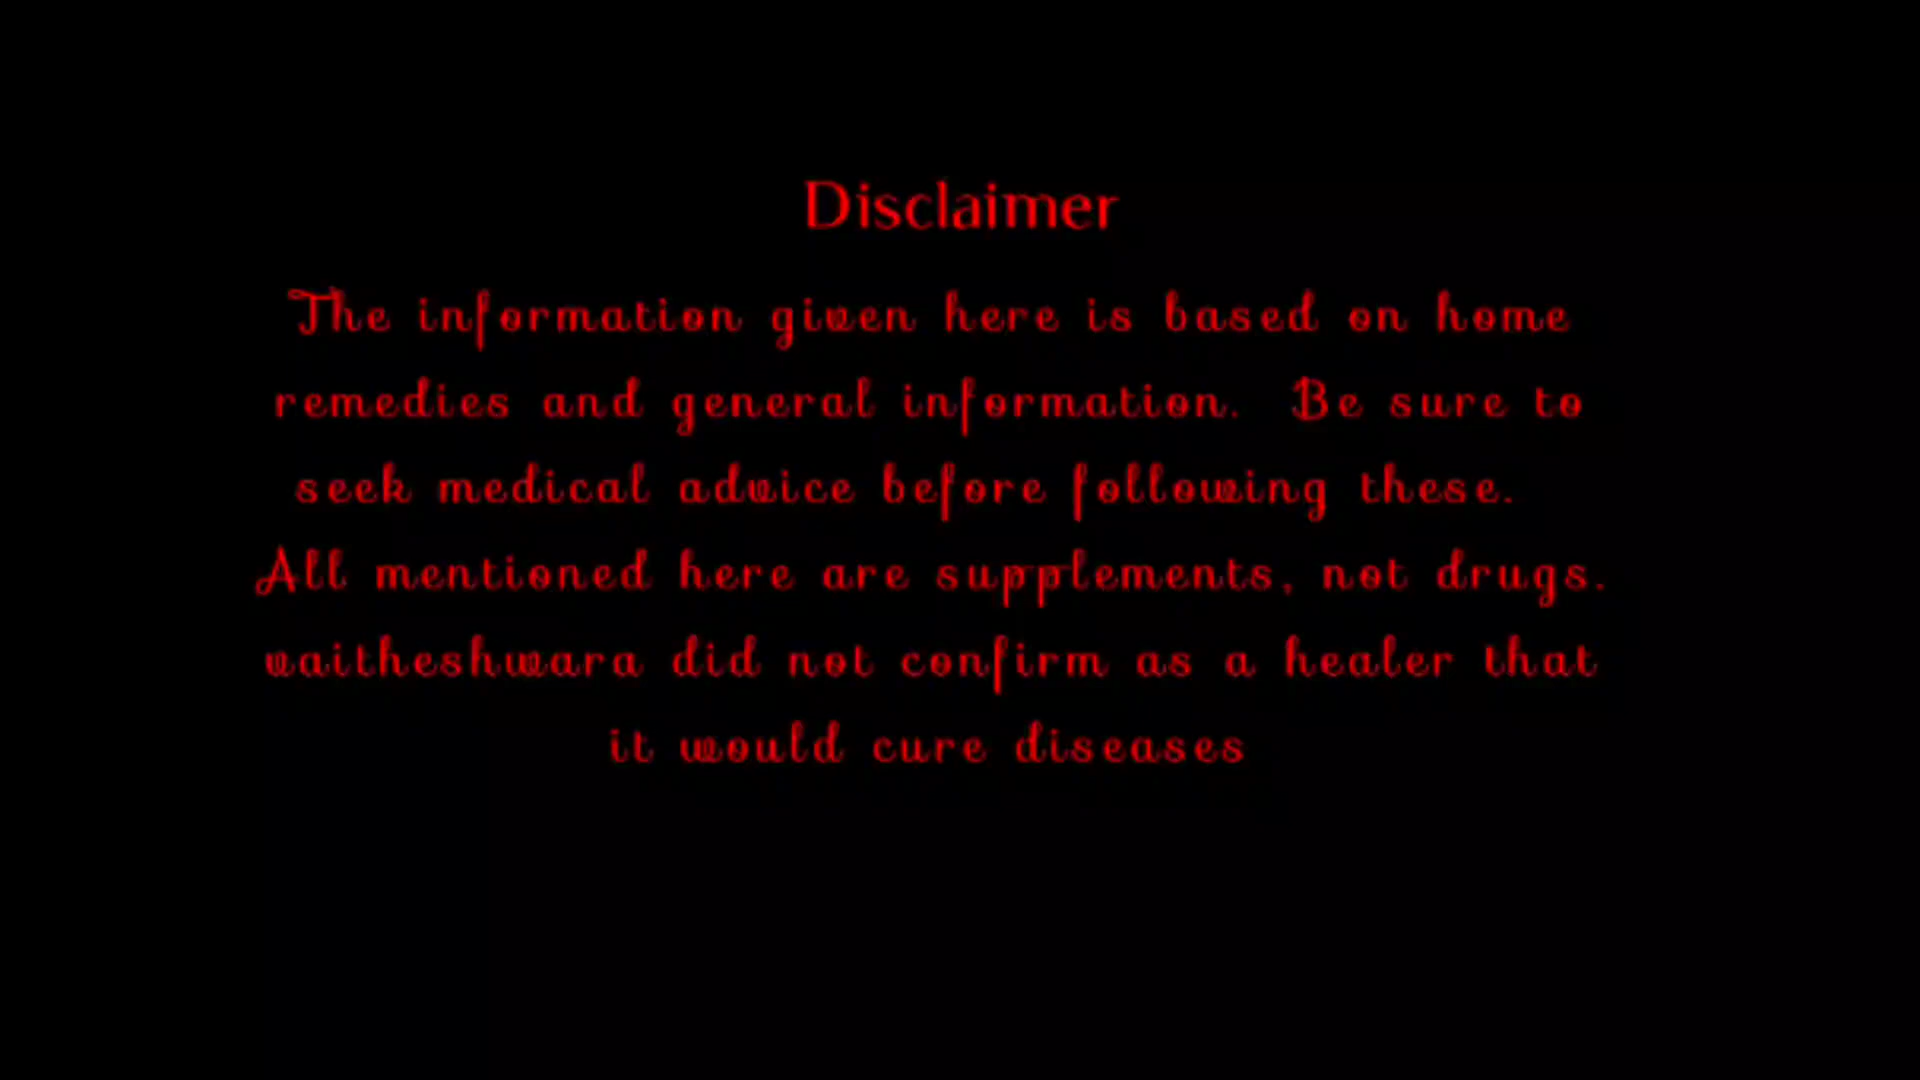 Disclaimer
The information given here is based on home
remedies and general information. Be sure to
seek medical advice before following these.
All mentioned here are supplements, not drugs.
vaitheshwara did not confirm as a healer that
it would cure diseases